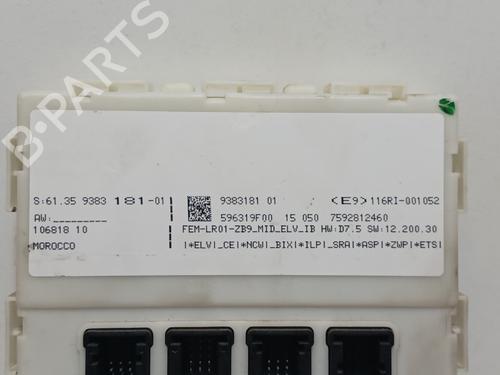 B-PARTS
S:61.35 9383 181-01
AW:_________
106818 10
MOROCCO
9383181 01
<E9>116RI-001052
596319F00 15 050 7592812460
FEM-LR01-ZB9_MID_ELV_IB HW:D7.5 SW:12.200.30
|*ELV|_CE|*NCW|_BIX|*ILP|_SRA|*ASP|*ZWP|*ETS|